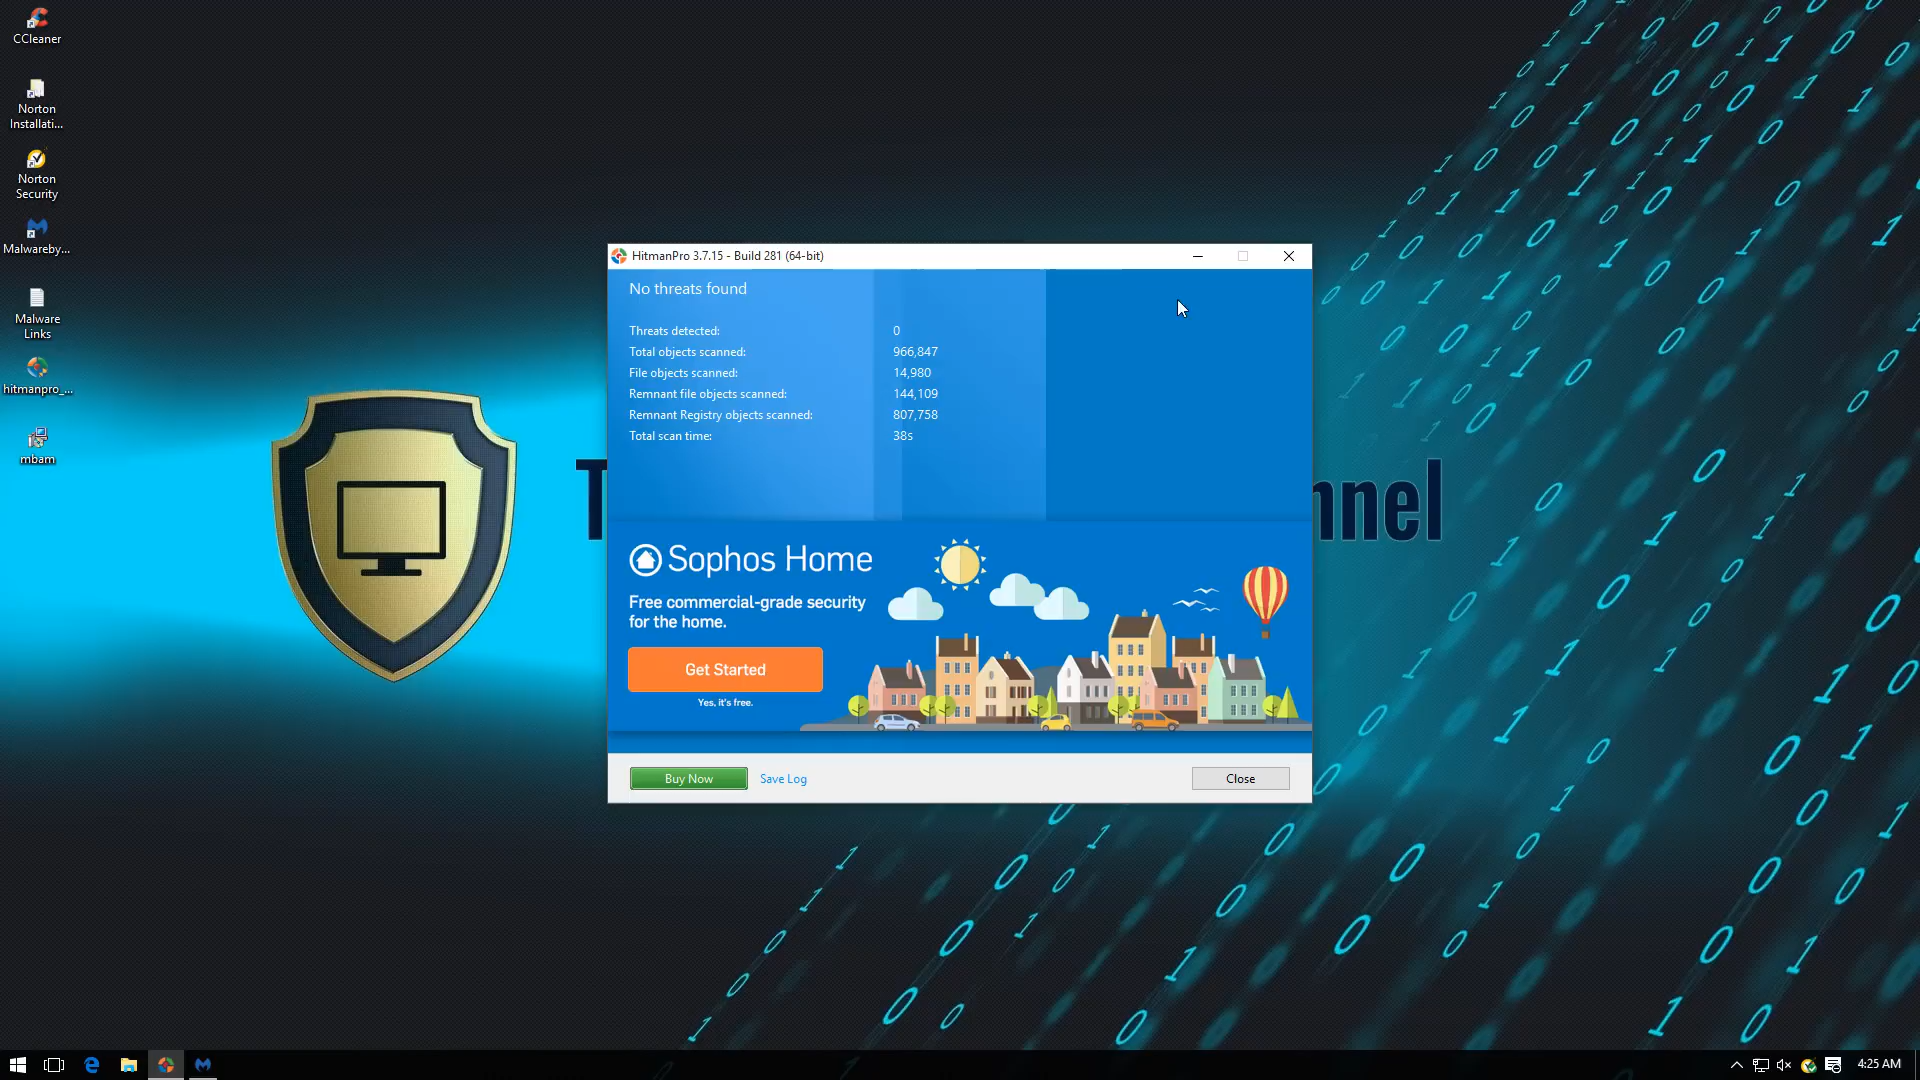 CCleaner
Norton
Installati...
Norton
Security
Malwareby...
Malware
Links
hitmanpro_...
mbam
HitmanPro 3.7.15 - Build 281 (64-bit)
No threats found
Threats detected: 0
Total objects scanned: 966,847
File objects scanned: 14,980
Remnant file objects scanned: 144,109
Remnant Registry objects scanned: 807,758
Total scan time: 38s
T nnel
Sophos Home
Free commercial-grade security
for the home.
Get Started
Yes, it's free.
Buy Now Save Log Close
4:25 AM